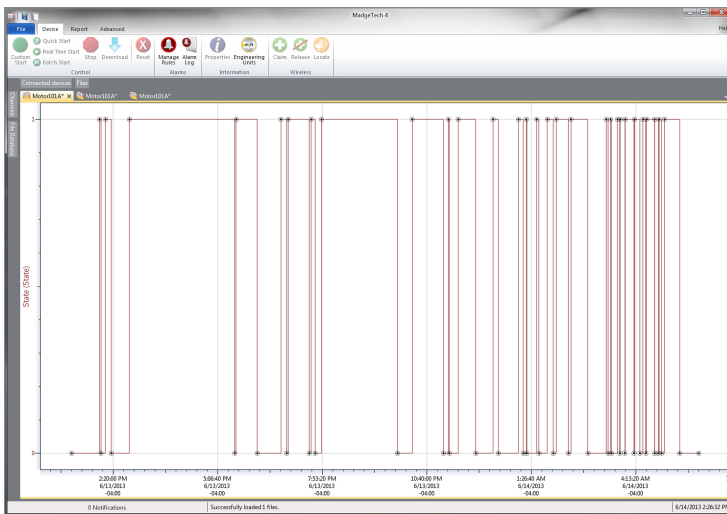 MadgeTech 4
File Device Report Advanced Hel
Custom Start
Quick Start
Real Time Start
Batch Start
Stop
Download
Reset
Manage Rules
Alarm Log
Properties
Engineering Units
Claim
Release
Locate
Control Alarms Information Wireless
Connected devices Files
Channels
File Database
Motor101A* X Motor101A* Motor101A*
State (State)
1
0
2:20:00 PM 5:06:40 PM 7:53:20 PM 10:40:00 PM 1:26:40 AM 4:13:20 AM
6/13/2013 6/13/2013 6/13/2013 6/13/2013 6/14/2013 6/14/2013
-04:00 -04:00 -04:00 -04:00 -04:00 -04:00
0 Notifications Successfully loaded 1 files. 6/14/2013 2:26:32 PM